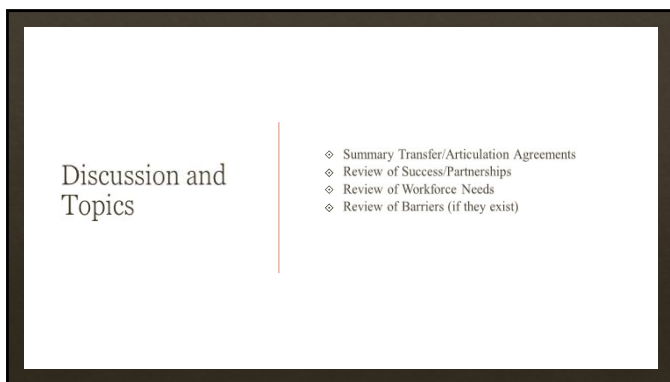 Discussion and
Topics
Summary Transfer/Articulation Agreements
Review of Success/Partnerships
Review of Workforce Needs
Review of Barriers (if they exist)